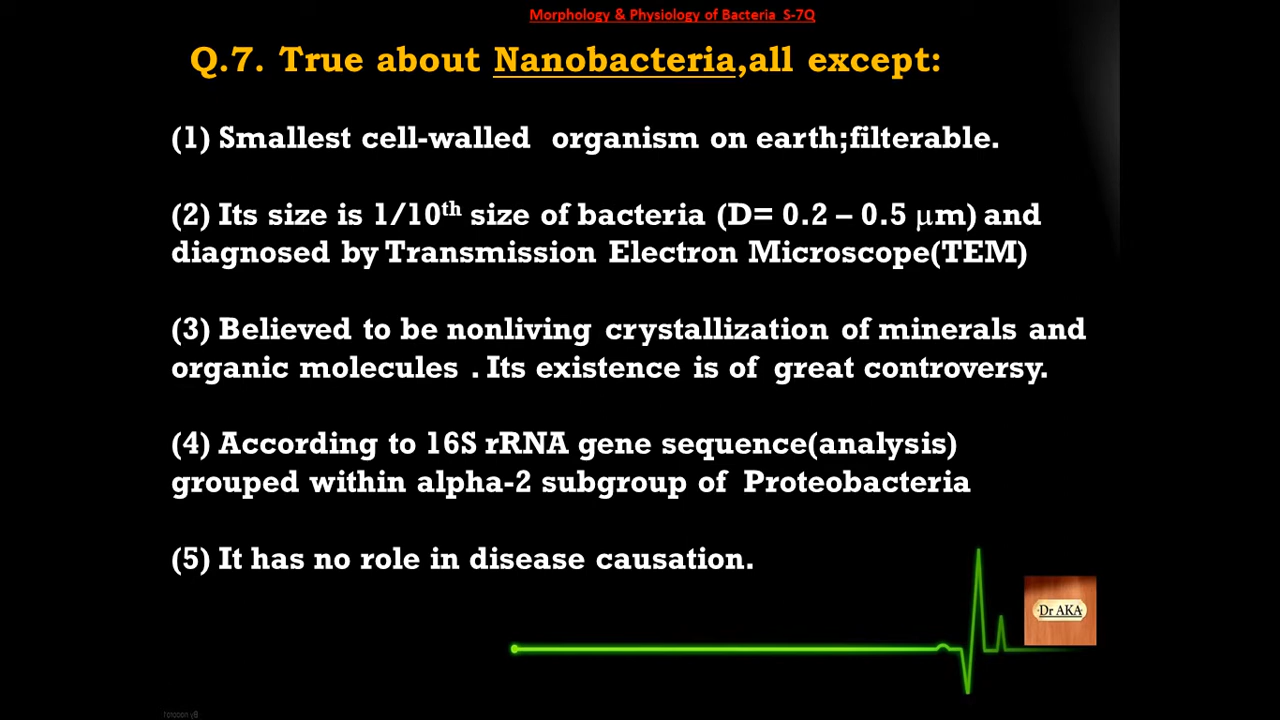 Morphology & Physiology of Bacteria S-7Q
Q.7. True about Nanobacteria,all except:
(1) Smallest cell-walled organism on earth;filterable.
(2) Its size is 1/10th size of bacteria (D= 0.2 – 0.5 μm) and
diagnosed by Transmission Electron Microscope(TEM)
(3) Believed to be nonliving crystallization of minerals and
organic molecules . Its existence is of great controversy.
(4) According to 16S rRNA gene sequence(analysis)
grouped within alpha-2 subgroup of Proteobacteria
(5) It has no role in disease causation.
Dr AKA